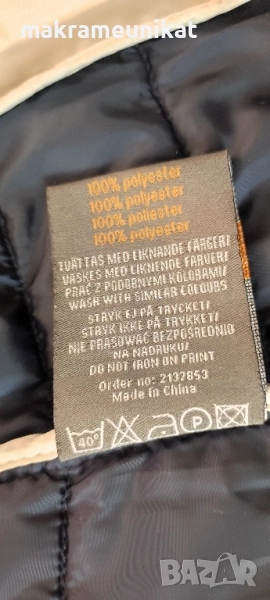 makrameunikat
100% polyester
100% polyester
100% poliester
100% polyester
TVÄTTAS MED LIKNANDE FÄRGER/
VASKES MED LIKNENDE FARVER/
PRAĆ Z PODOBNYMI KOLORAMI/
WASH WITH SIMILAR COLOURS
STRYK EJ PÅ TRYCKET/
STRYK IKKE PÅ TRYKKET/
NIE PRASOWAĆ BEZPOŚREDNIO
NA NADRUKU/
DO NOT IRON ON PRINT
Order no: 2132853
Made in China
40° P
BAZAR
bg